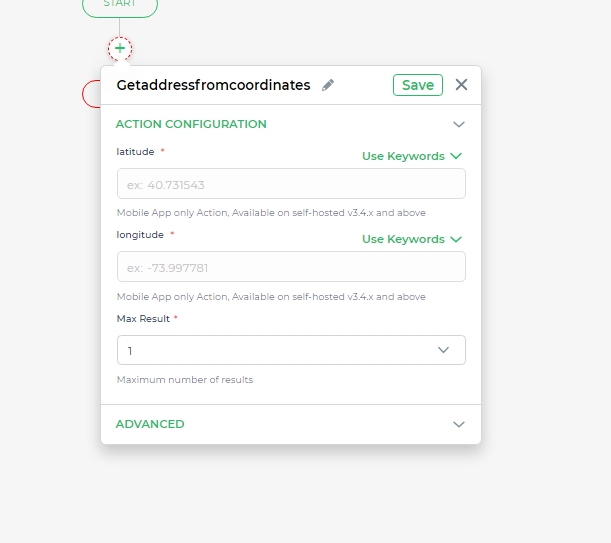 START
+
Getaddressfromcoordinates
Save
ACTION CONFIGURATION
latitude *
Use Keywords
ex: 40.731543
Mobile App only Action, Available on self-hosted v3.4.x and above
longitude *
Use Keywords
ex: -73.997781
Mobile App only Action, Available on self-hosted v3.4.x and above
Max Result *
1
Maximum number of results
ADVANCED